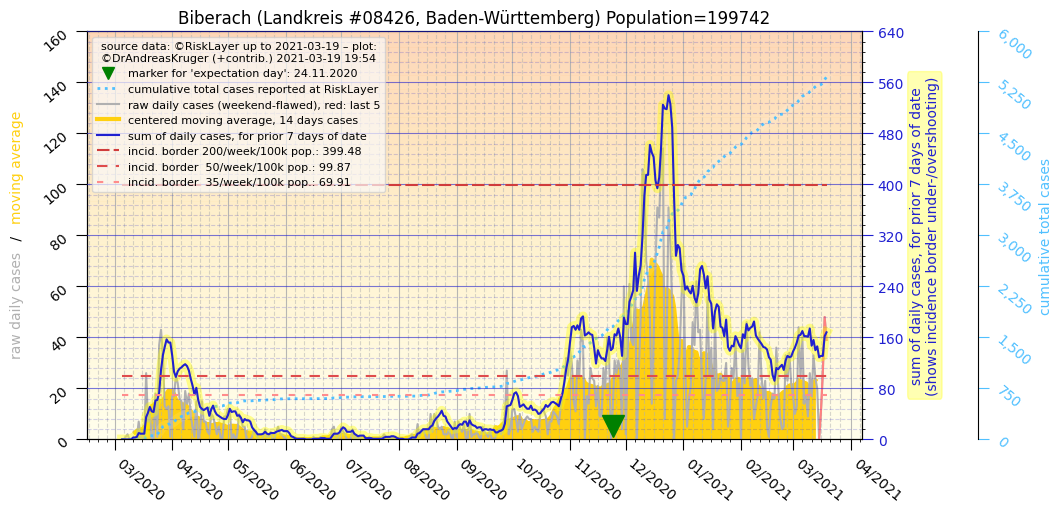 Biberach (Landkreis #08426, Baden-Württemberg) Population=199742
source data: ©RiskLayer up to 2021-03-19 – plot:
©DrAndreasKruger (+contrib.) 2021-03-19 19:54
marker for 'expectation day': 24.11.2020
cumulative total cases reported at RiskLayer
raw daily cases (weekend-flawed), red: last 5
centered moving average, 14 days cases
sum of daily cases, for prior 7 days of date
incid. border 200/week/100k pop.: 399.48
incid. border  50/week/100k pop.: 99.87
incid. border  35/week/100k pop.: 69.91
raw daily cases / moving average
160
140
120
100
80
60
40
20
0
640
560
480
400
320
240
160
80
0
sum of daily cases, for prior 7 days of date
(shows incidence border under-/overshooting)
6,000
5,250
4,500
3,750
3,000
2,250
1,500
750
0
cumulative total cases
03/2020
04/2020
05/2020
06/2020
07/2020
08/2020
09/2020
10/2020
11/2020
12/2020
01/2021
02/2021
03/2021
04/2021